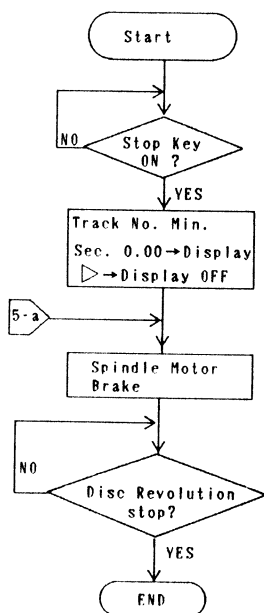 Start
Stop Key
ON ?
NO
YES
Track No. Min.
Sec. 0.00→Display
▷→Display OFF
5-a
Spindle Motor
Brake
NO
Disc Revolution
stop?
YES
END